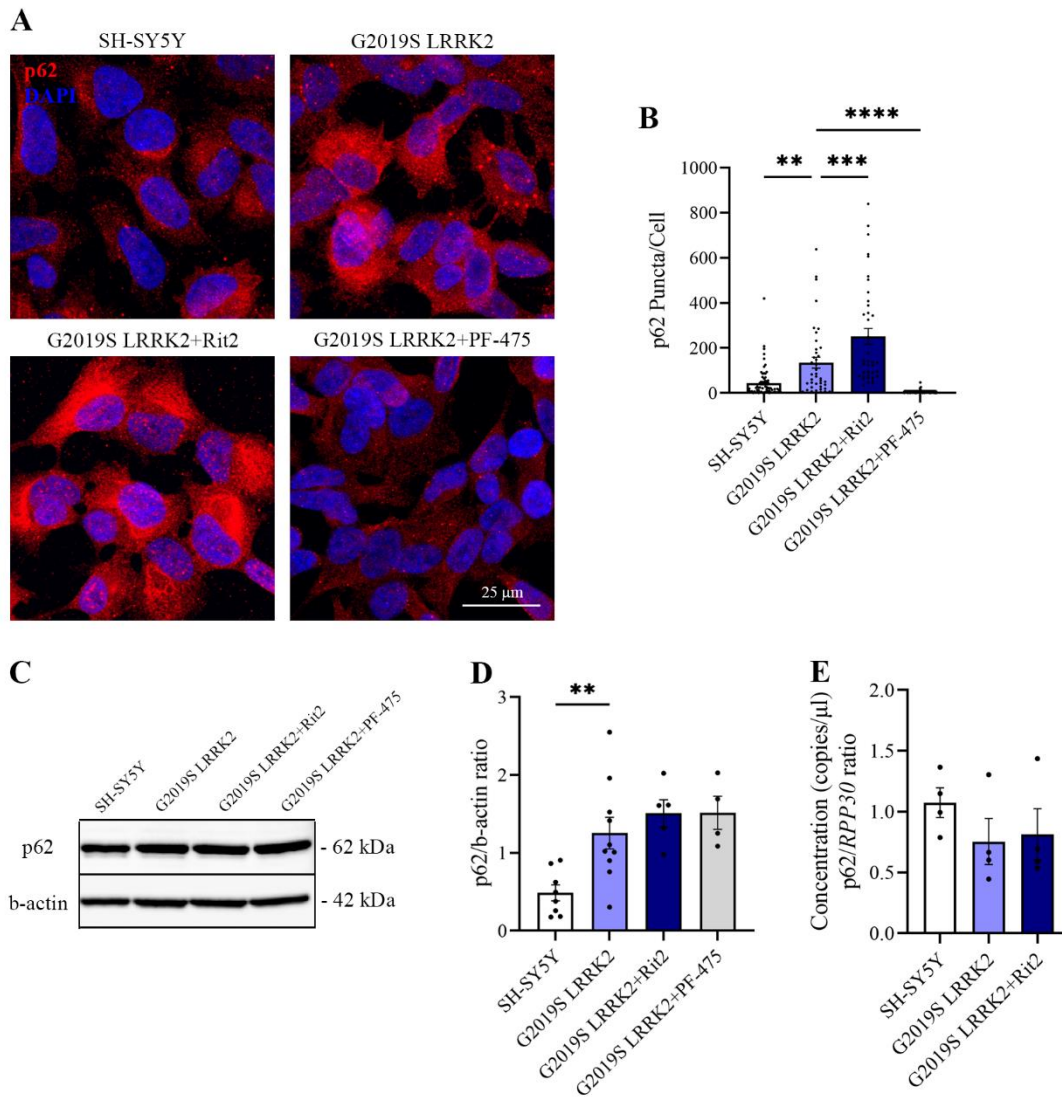 A
SH-SY5Y
G2019S LRRK2
p62
DAPI
G2019S LRRK2+Rit2
G2019S LRRK2+PF-475
25 µm
B
p62 Puncta/Cell
1000
800
600
400
200
0
**
***
****
SH-SY5Y
G2019S LRRK2
G2019S LRRK2+Rit2
G2019S LRRK2+PF-475
C
SH-SY5Y
G2019S LRRK2
G2019S LRRK2+Rit2
G2019S LRRK2+PF-475
p62
- 62 kDa
b-actin
- 42 kDa
D
p62/b-actin ratio
3
2
1
0
**
SH-SY5Y
G2019S LRRK2
G2019S LRRK2+Rit2
G2019S LRRK2+PF-475
E
Concentration (copies/µl)
p62/RPP30 ratio
2.0
1.5
1.0
0.5
0.0
SH-SY5Y
G2019S LRRK2
G2019S LRRK2+Rit2